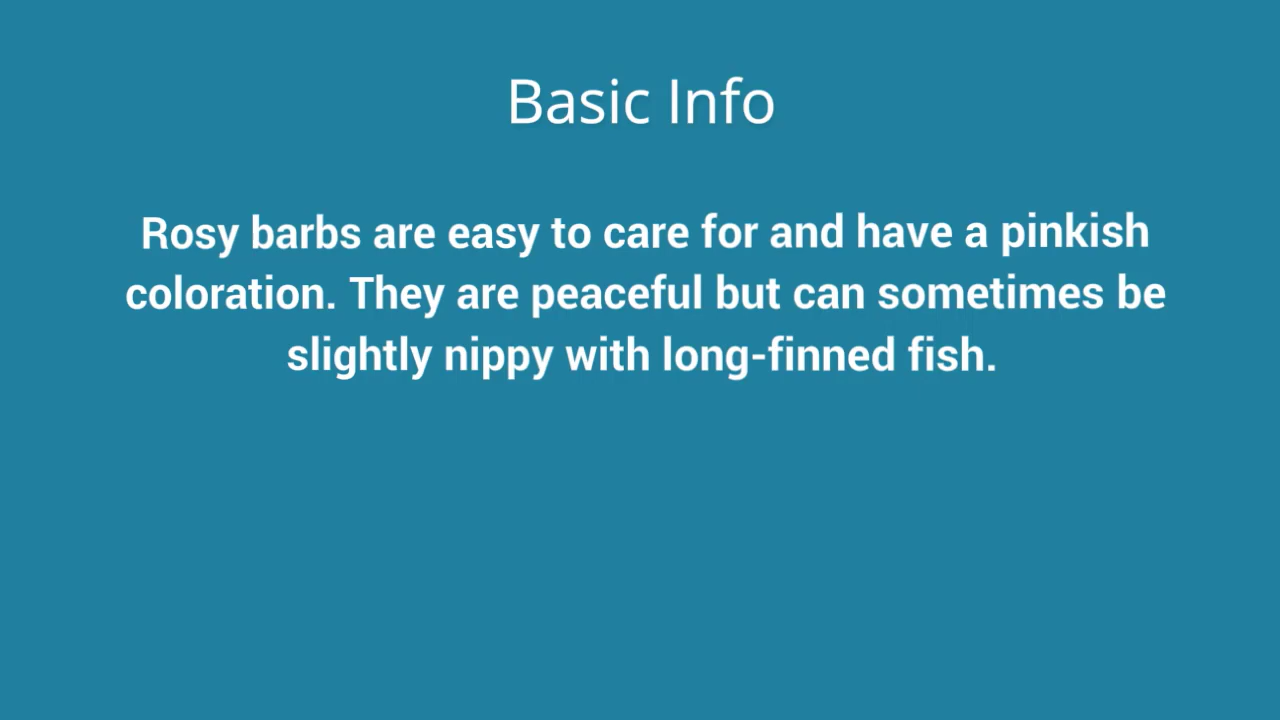 Basic Info
Rosy barbs are easy to care for and have a pinkish
coloration. They are peaceful but can sometimes be
slightly nippy with long-finned fish.